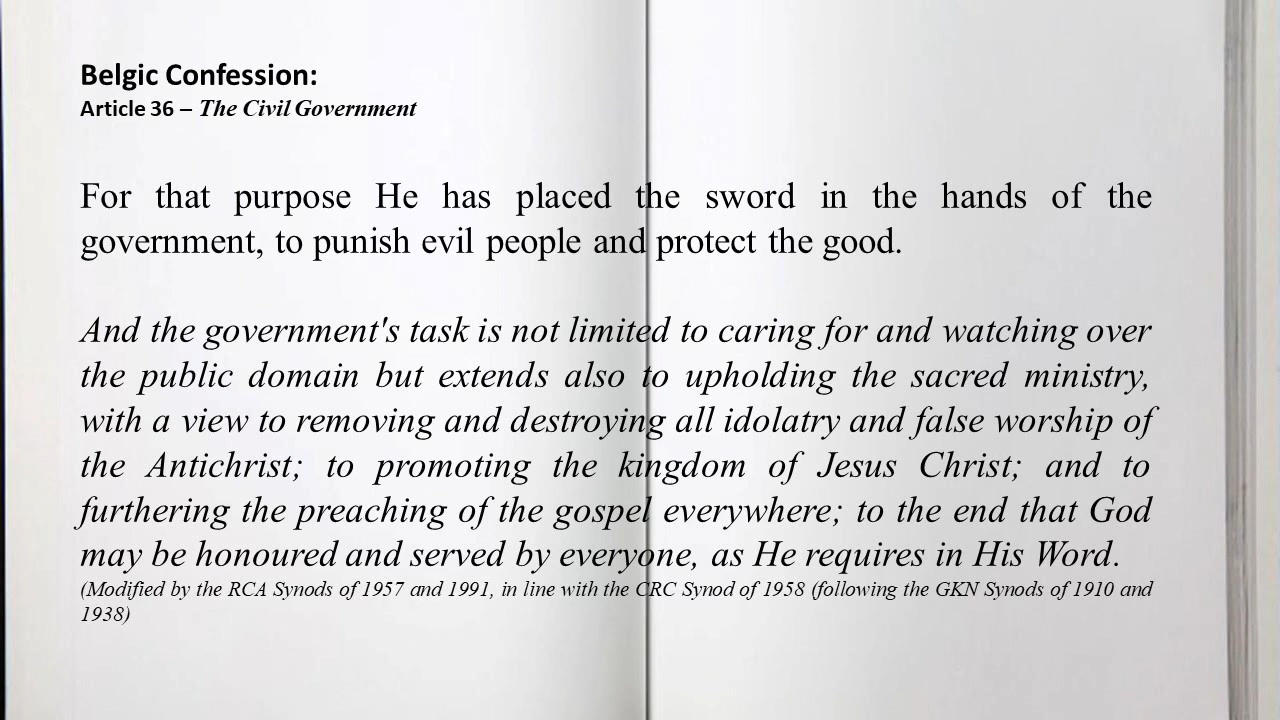 Belgic Confession:
Article 36 – The Civil Government
For that purpose He has placed the sword in the hands of the
government, to punish evil people and protect the good.
And the government's task is not limited to caring for and watching over
the public domain but extends also to upholding the sacred ministry,
with a view to removing and destroying all idolatry and false worship of
the Antichrist; to promoting the kingdom of Jesus Christ; and to
furthering the preaching of the gospel everywhere; to the end that God
may be honoured and served by everyone, as He requires in His Word.
(Modified by the RCA Synods of 1957 and 1991, in line with the CRC Synod of 1958 (following the GKN Synods of 1910 and
1938)